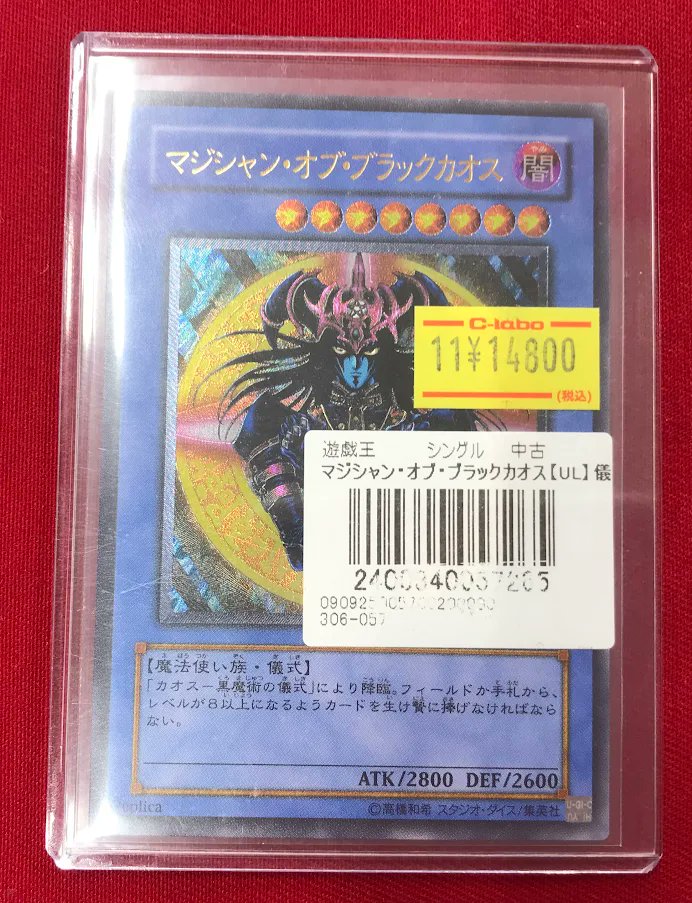 マジシャン・オブ・ブラックカオス
やみ
闇
C-labo
11¥14800
(税込)
遊戯王 シングル 中古
マジシャン・オブ・ブラックカオス【UL】儀
306-057
【魔法使い族・儀式】
「カオス－黒魔術の儀式」により降臨。フィールドか手札から、
レベルが8以上になるようカードを生け贄に捧げなければなら
ない。
ATK/2800 DEF/2600
©高橋和希 スタジオ・ダイス/集英社